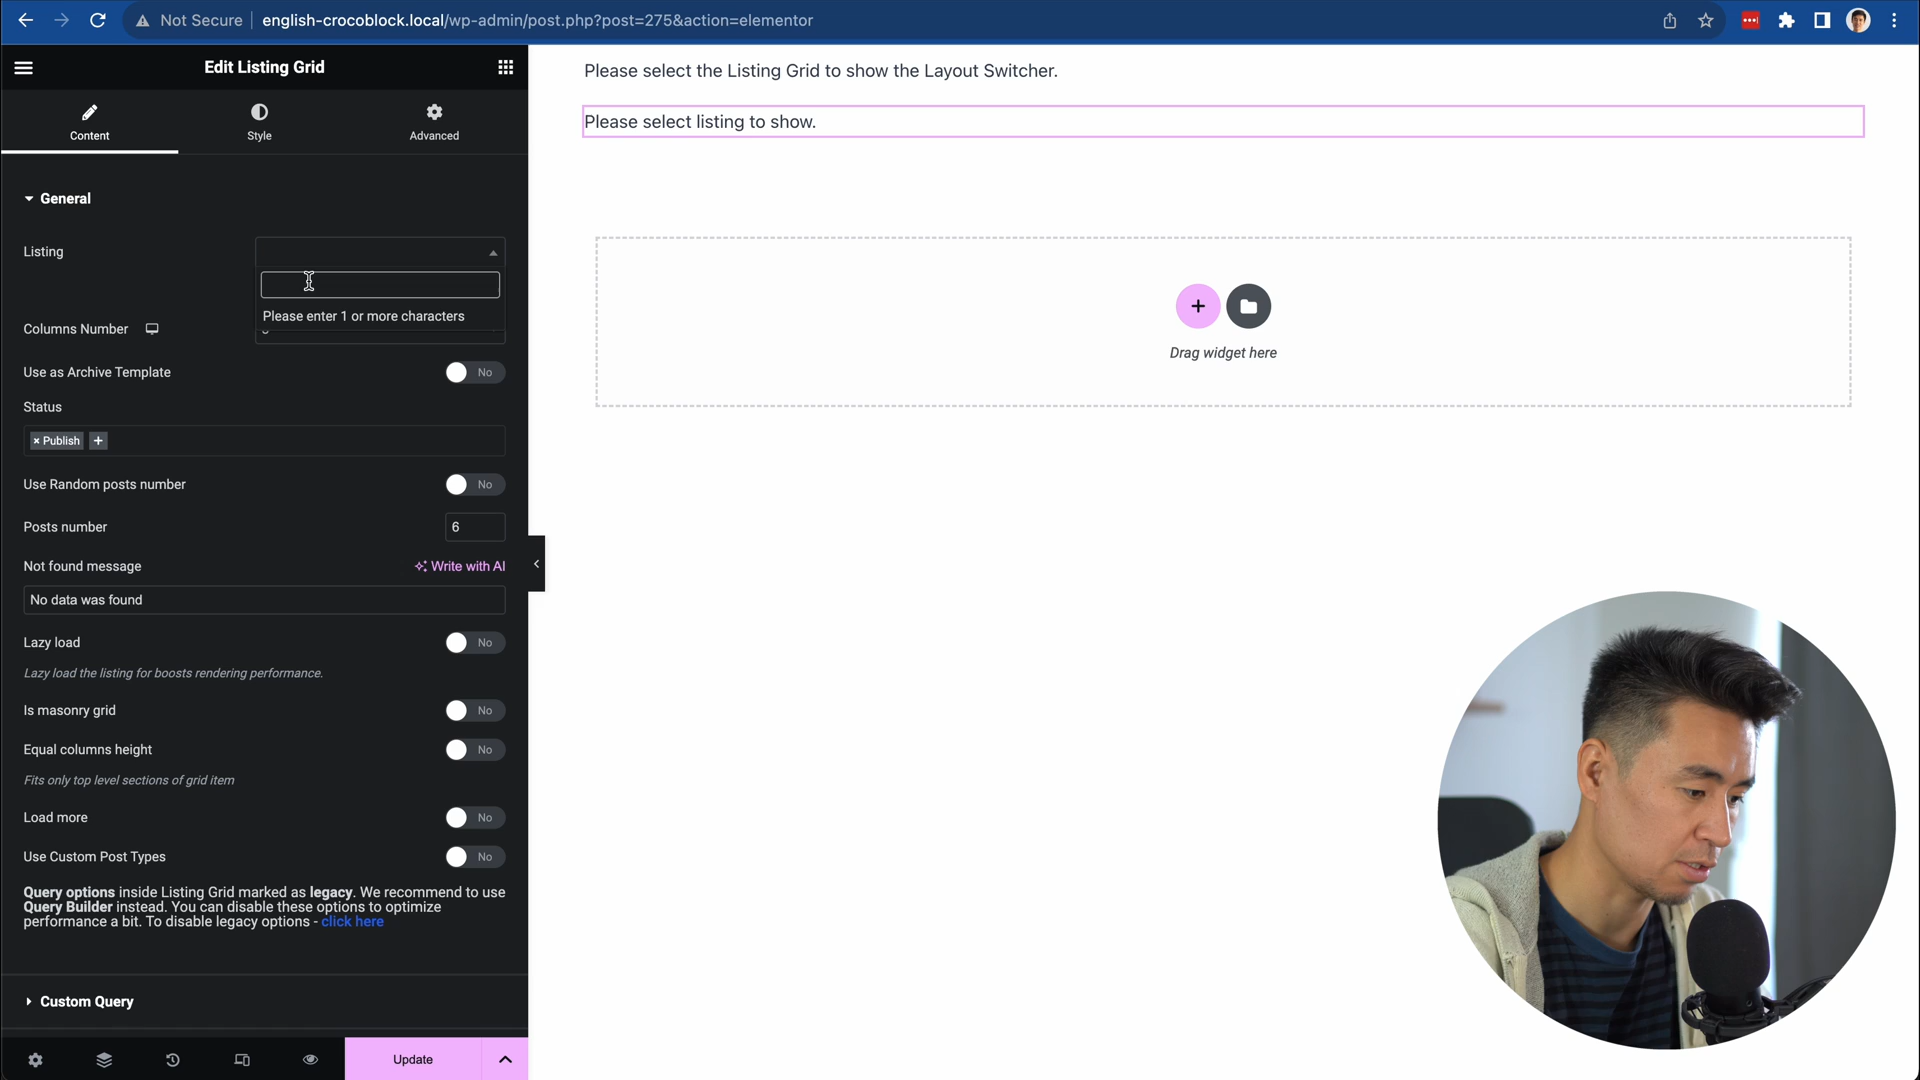 Not Secure
english-crocoblock.local/wp-admin/post.php?post=275&action=elementor
Edit Listing Grid
Content
Style
Advanced
General
Listing
Please enter 1 or more characters
Columns Number
Use as Archive Template
No
Status
× Publish
+
Use Random posts number
No
Posts number
6
Not found message
Write with AI
No data was found
Lazy load
No
Lazy load the listing for boosts rendering performance.
Is masonry grid
No
Equal columns height
No
Fits only top level sections of grid item
Load more
No
Use Custom Post Types
No
Query options inside Listing Grid marked as legacy. We recommend to use
Query Builder instead. You can disable these options to optimize
performance a bit. To disable legacy options - click here
Custom Query
Update
Please select the Listing Grid to show the Layout Switcher.
Please select listing to show.
Drag widget here